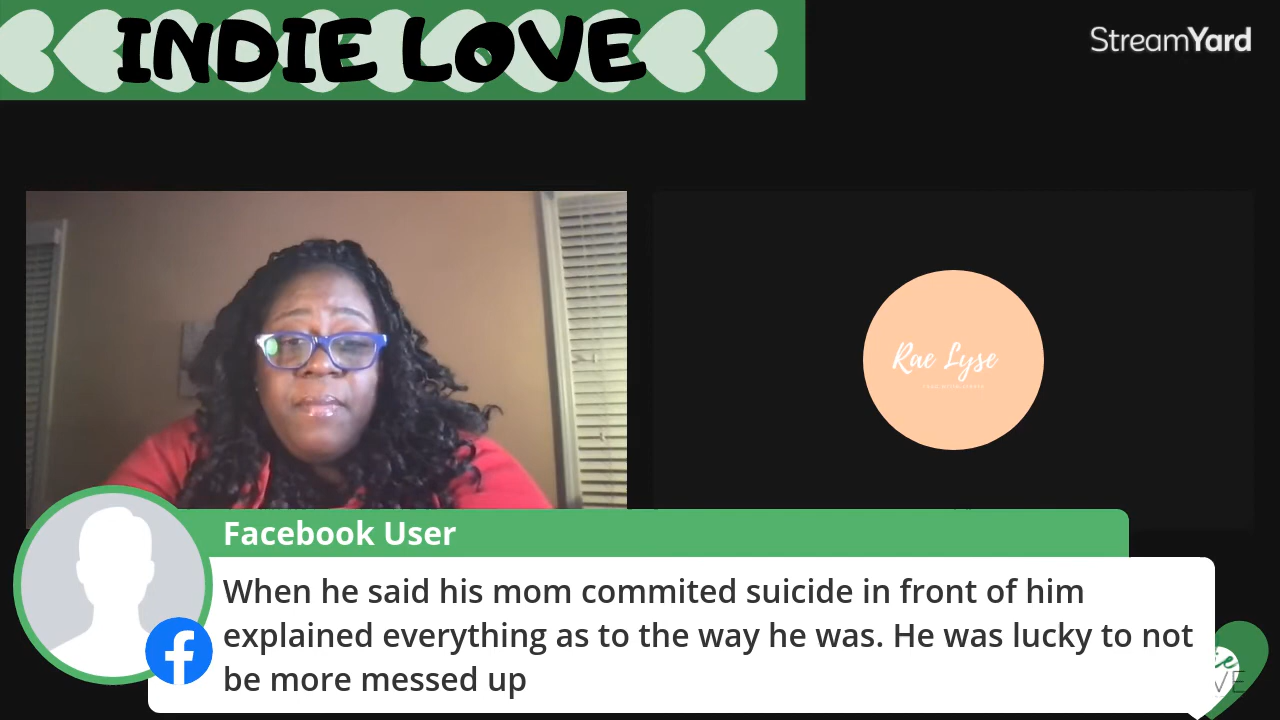 INDIE LOVE
StreamYard
Rae Lyse
Facebook User
When he said his mom commited suicide in front of him
explained everything as to the way he was. He was lucky to not
be more messed up